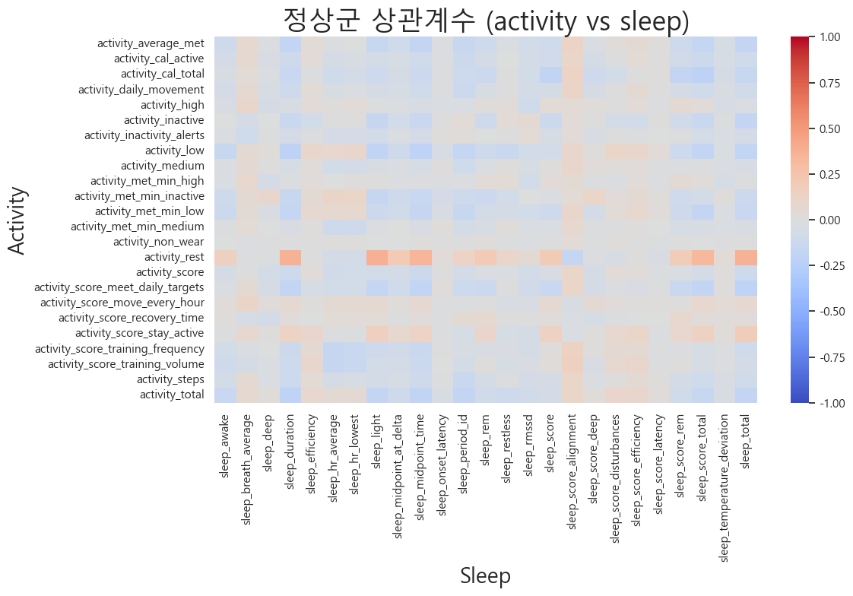 정상군 상관계수 (activity vs sleep)
activity_average_met
activity_cal_active
activity_cal_total
activity_daily_movement
activity_high
activity_inactive
activity_inactivity_alerts
activity_low
activity_medium
activity_met_min_high
activity_met_min_inactive
activity_met_min_low
activity_met_min_medium
activity_non_wear
activity_rest
activity_score
activity_score_meet_daily_targets
activity_score_move_every_hour
activity_score_recovery_time
activity_score_stay_active
activity_score_training_frequency
activity_score_training_volume
activity_steps
activity_total
Activity
sleep_awake
sleep_breath_average
sleep_deep
sleep_duration
sleep_efficiency
sleep_hr_average
sleep_hr_lowest
sleep_light
sleep_midpoint_at_delta
sleep_midpoint_time
sleep_onset_latency
sleep_period_id
sleep_rem
sleep_restless
sleep_rmssd
sleep_score
sleep_score_alignment
sleep_score_deep
sleep_score_disturbances
sleep_score_efficiency
sleep_score_latency
sleep_score_rem
sleep_score_total
sleep_temperature_deviation
sleep_total
Sleep
1.00
0.75
0.50
0.25
0.00
-0.25
-0.50
-0.75
-1.00